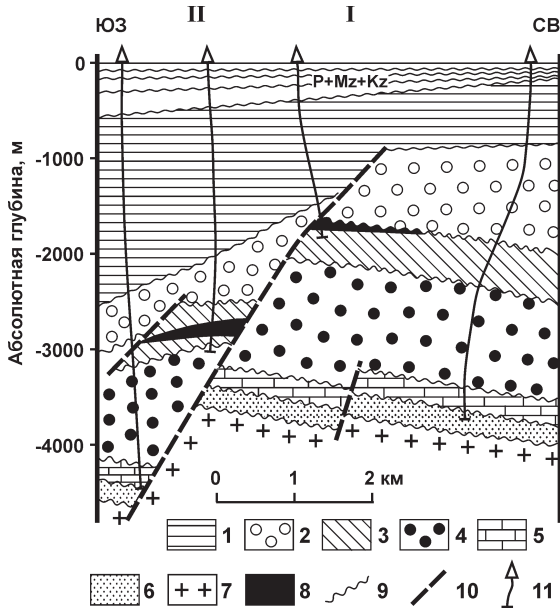 II I
ЮЗ СВ
0
P+Mz+Kz
-1000
-2000
-3000
-4000
Абсолютная глубина, м
0 1 2 км
1 2 3 4 5
6 7 8 9 10 11